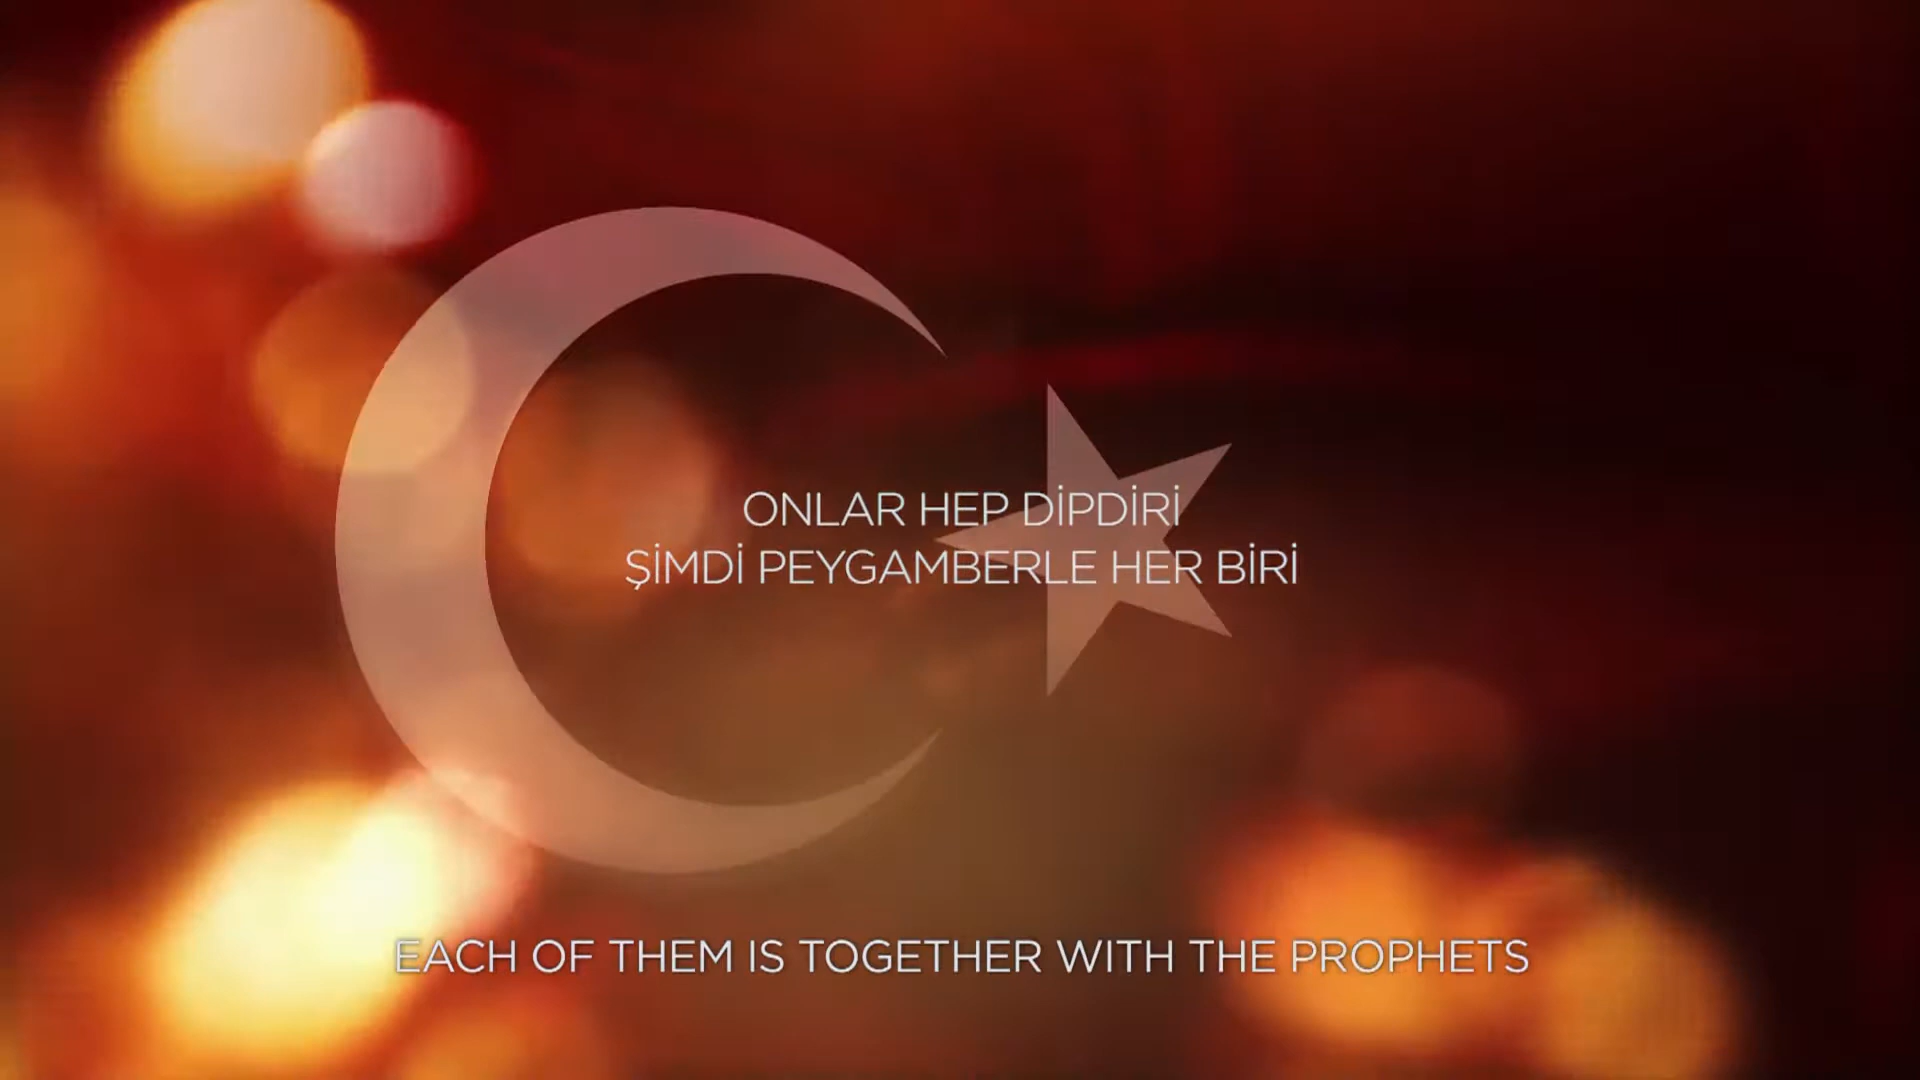 ONLAR HEP DİPDİRİ
ŞİMDİ PEYGAMBERLE HER BİRİ
EACH OF THEM IS TOGETHER WITH THE PROPHETS